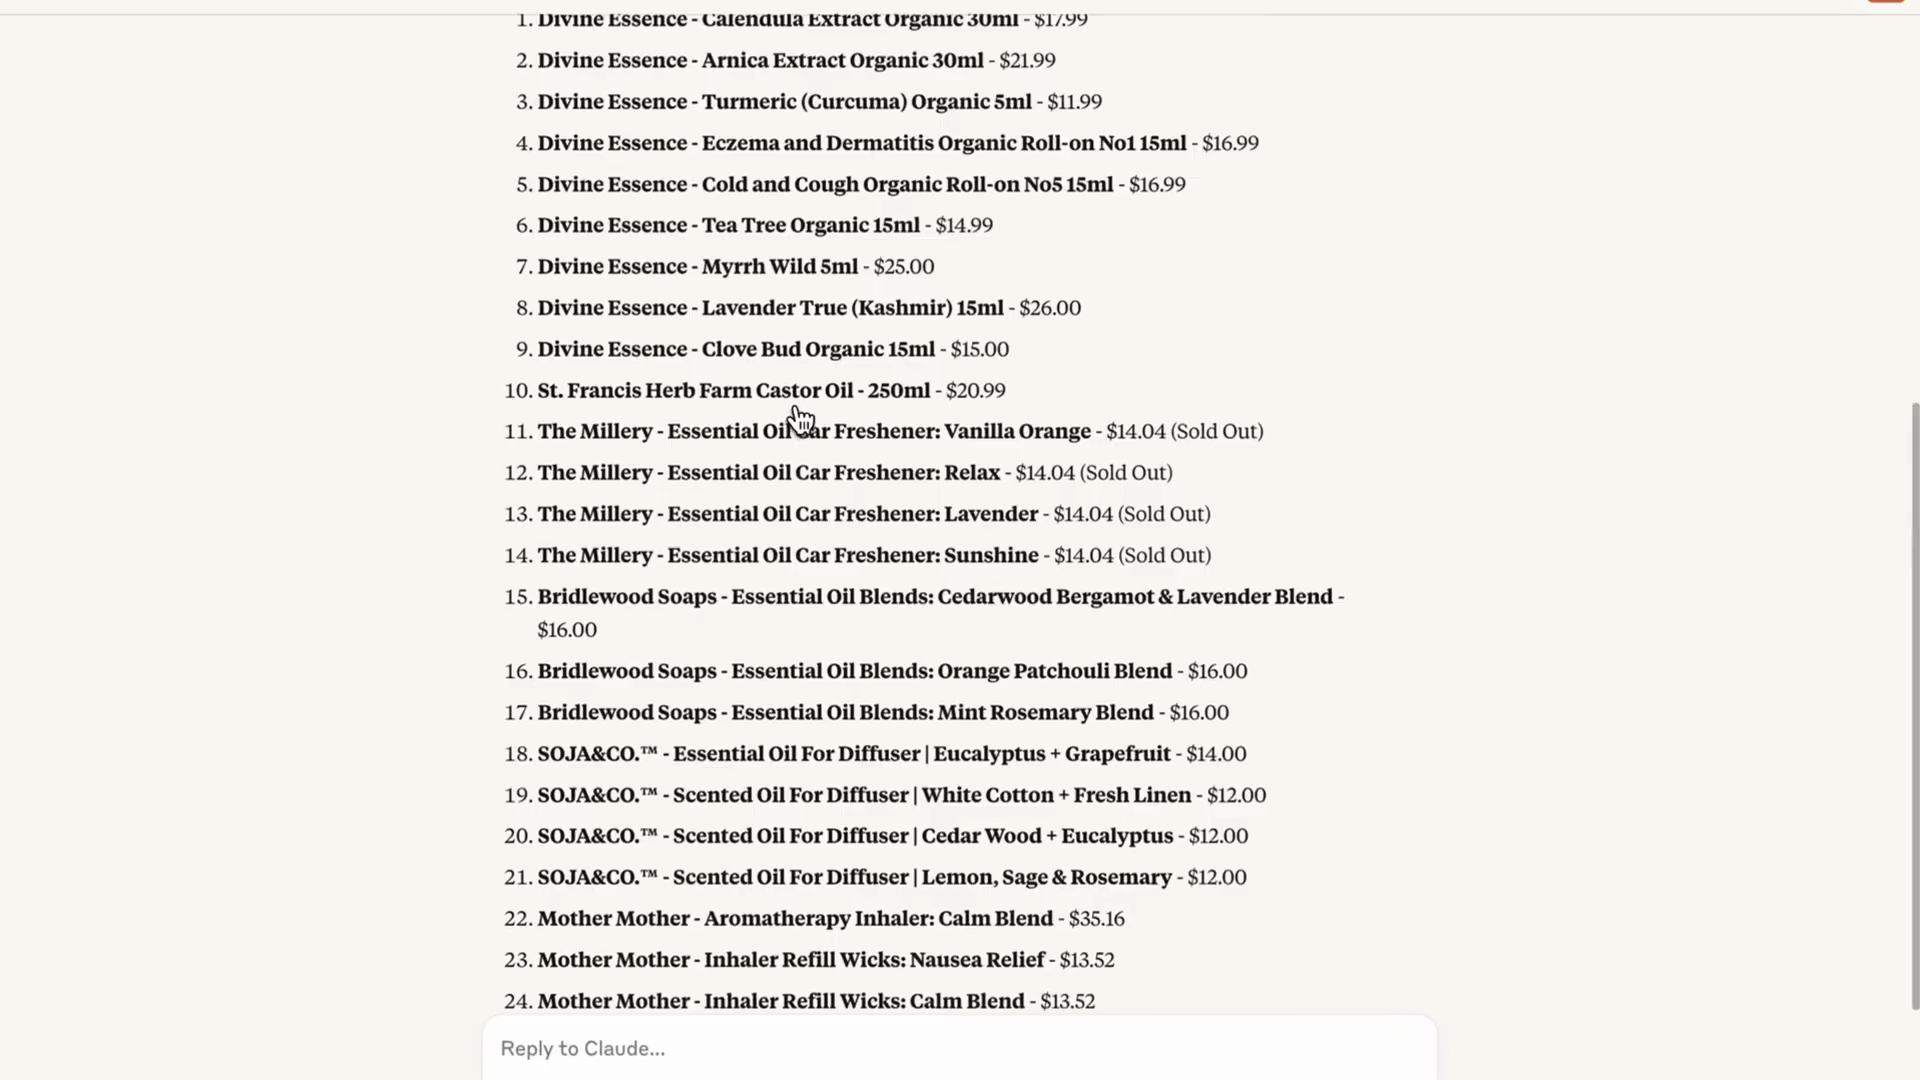 1. Divine Essence - Calendula Extract Organic 30ml - $17.99
2. Divine Essence - Arnica Extract Organic 30ml - $21.99
3. Divine Essence - Turmeric (Curcuma) Organic 5ml - $11.99
4. Divine Essence - Eczema and Dermatitis Organic Roll-on No1 15ml - $16.99
5. Divine Essence - Cold and Cough Organic Roll-on No5 15ml - $16.99
6. Divine Essence - Tea Tree Organic 15ml - $14.99
7. Divine Essence - Myrrh Wild 5ml - $25.00
8. Divine Essence - Lavender True (Kashmir) 15ml - $26.00
9. Divine Essence - Clove Bud Organic 15ml - $15.00
10. St. Francis Herb Farm Castor Oil - 250ml - $20.99
11. The Millery - Essential Oil Car Freshener: Vanilla Orange - $14.04 (Sold Out)
12. The Millery - Essential Oil Car Freshener: Relax - $14.04 (Sold Out)
13. The Millery - Essential Oil Car Freshener: Lavender - $14.04 (Sold Out)
14. The Millery - Essential Oil Car Freshener: Sunshine - $14.04 (Sold Out)
15. Bridlewood Soaps - Essential Oil Blends: Cedarwood Bergamot & Lavender Blend -
$16.00
16. Bridlewood Soaps - Essential Oil Blends: Orange Patchouli Blend - $16.00
17. Bridlewood Soaps - Essential Oil Blends: Mint Rosemary Blend - $16.00
18. SOJA&CO.™ - Essential Oil For Diffuser | Eucalyptus + Grapefruit - $14.00
19. SOJA&CO.™ - Scented Oil For Diffuser | White Cotton + Fresh Linen - $12.00
20. SOJA&CO.™ - Scented Oil For Diffuser | Cedar Wood + Eucalyptus - $12.00
21. SOJA&CO.™ - Scented Oil For Diffuser | Lemon, Sage & Rosemary - $12.00
22. Mother Mother - Aromatherapy Inhaler: Calm Blend - $35.16
23. Mother Mother - Inhaler Refill Wicks: Nausea Relief - $13.52
24. Mother Mother - Inhaler Refill Wicks: Calm Blend - $13.52
Reply to Claude...